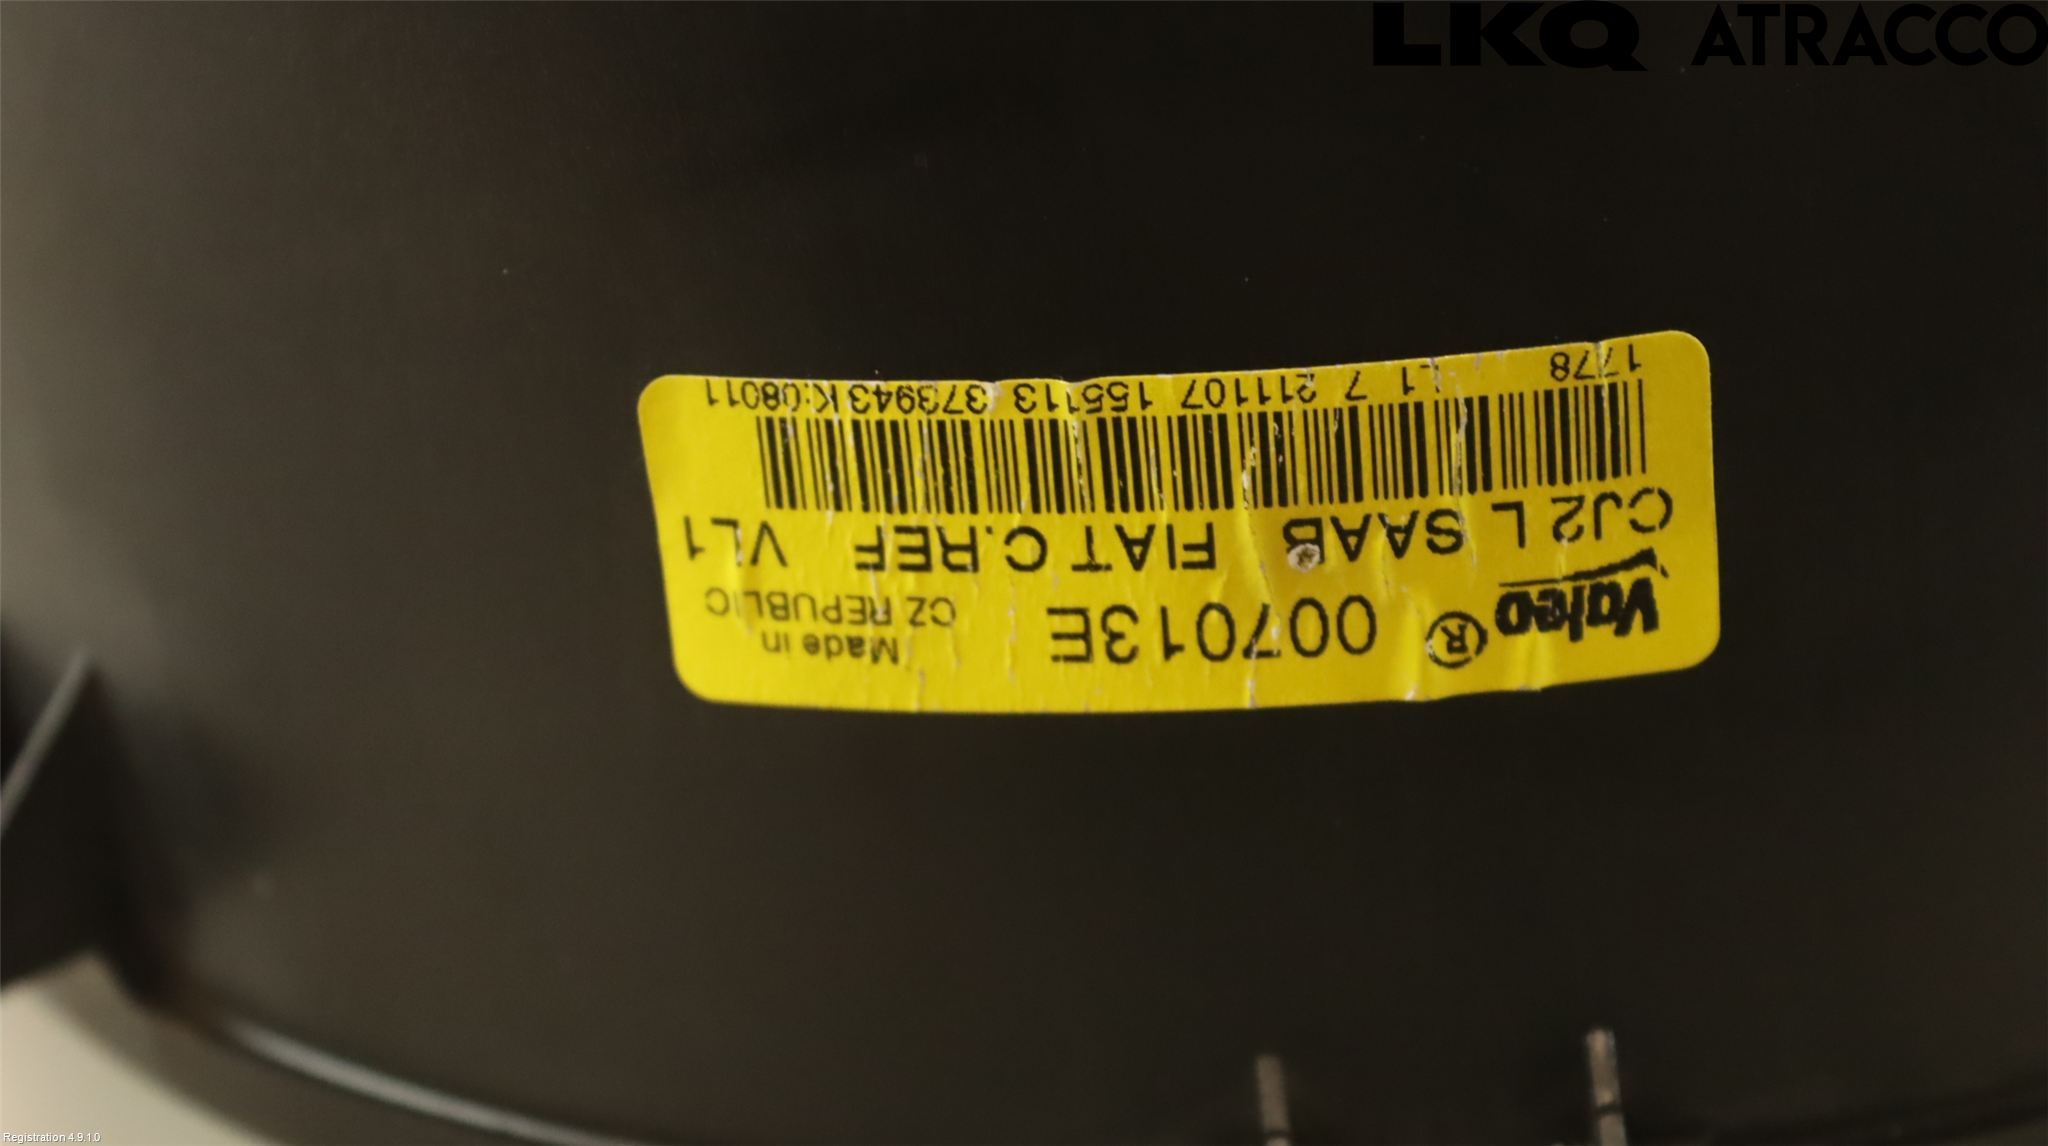 LKQ ATRACCO
Valeo ® 007013E Made in
CZ REPUBLIC
CJ2 L SAAB FIAT C.REF VL1
1778 L1 7 211107 155113 373943 K:08011
Registration 4.9.1.0